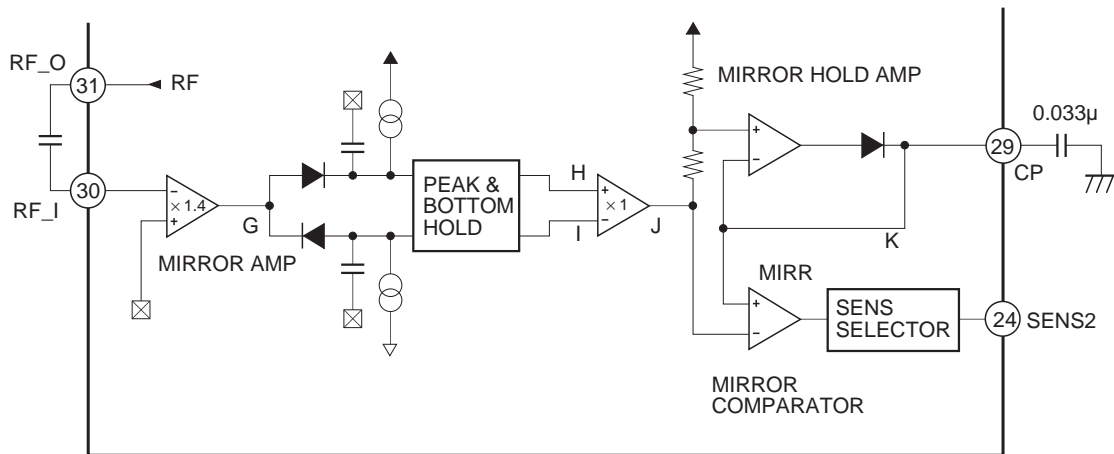 RF_O
31
RF
30
RF_I
−
× 1.4
+
MIRROR AMP
G
PEAK &
BOTTOM
HOLD
H
I
+
× 1
−
J
MIRROR HOLD AMP
+
−
0.033µ
29
CP
K
MIRR
+
−
SENS
SELECTOR
24
SENS2
MIRROR
COMPARATOR